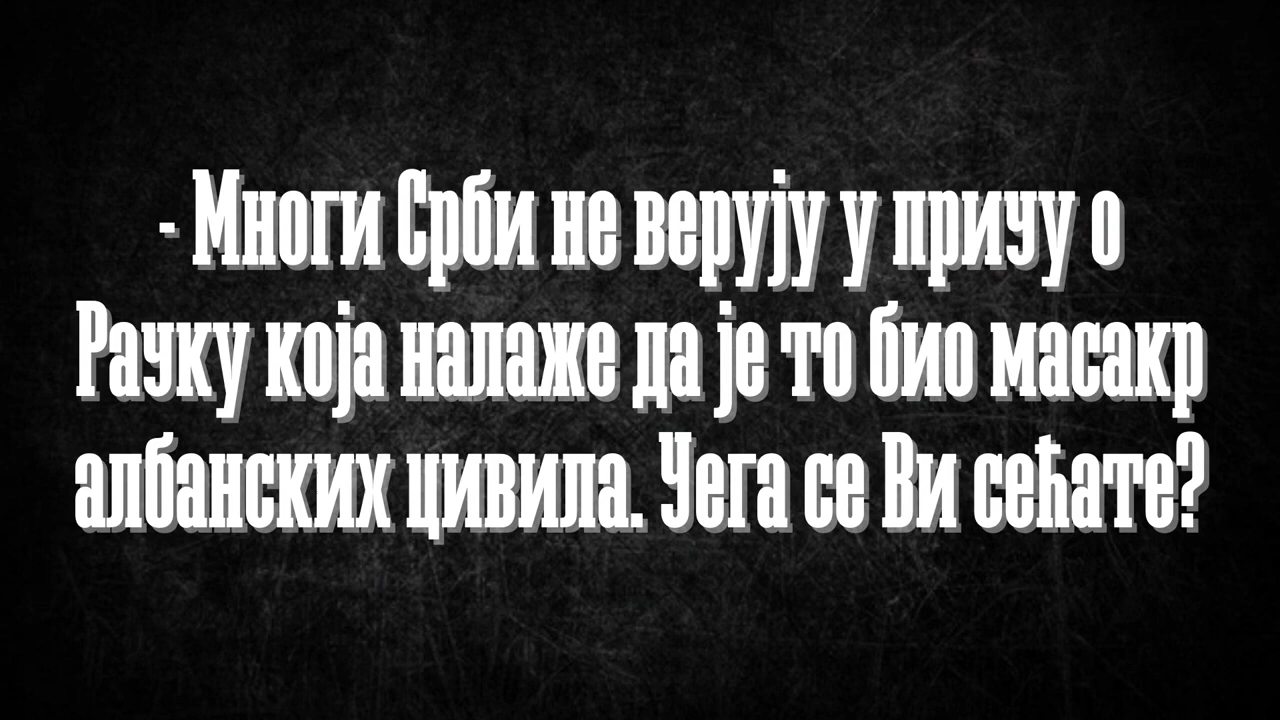 - Многи Срби не верују у причу о
Рачку која налаже да је то био масакр
албанских цивила. Чега се Ви сећате?